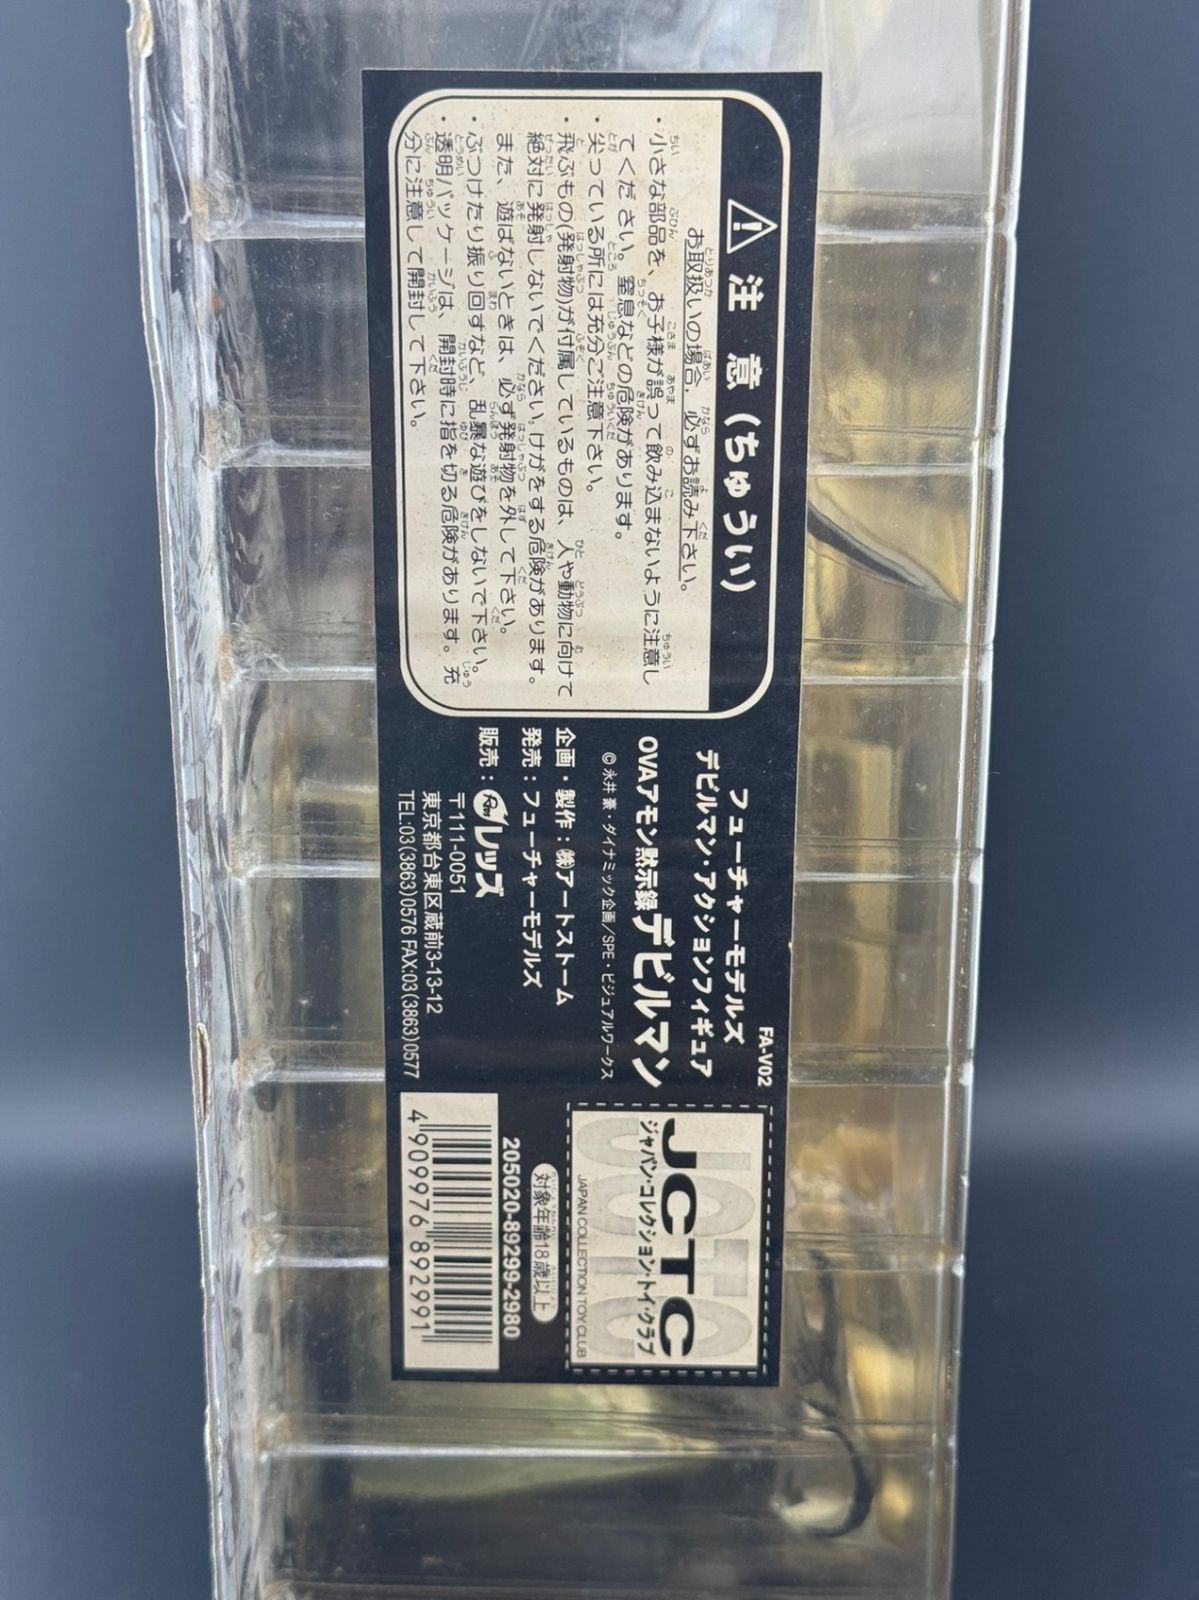 注 意 (ちゅうい)
お取扱いの場合、必ずお読み下さい。
・小さな部品を、お子様が誤って飲み込まないように注意し
てください。窒息などの危険があります。
・尖っている所には充分ご注意下さい。
・飛ぶもの(発射物)が付属しているものは、人や動物に向けて
絶対に発射しないでください。けがをする危険があります。
また、遊ばないときは、必ず発射物を外して下さい。
・ぶつけたり振り回すなど、乱暴な遊びをしないで下さい。
・透明パッケージは、開封時に指を切る危険があります。充
分に注意して開封して下さい。
FA-V02
フューチャーモデルズ
デビルマン・アクションフィギュア
OVAアモン黙示録デビルマン
©永井豪・ダイナミック企画/SPE・ビジュアルワークス
企画・製作：㈱アートストーム
発売：フューチャーモデルズ
販売：レッズ
〒111-0051
東京都台東区蔵前3-13-12
TEL:03(3863)0576 FAX:03(3863)0577
JCTC
ジャパン・コレクション・トイ・クラブ
JAPAN COLLECTION TOY CLUB
対象年齢18歳以上
205020-89299-2980
4 909976 892991